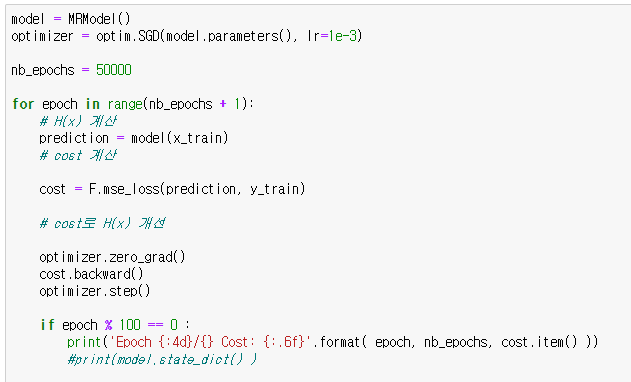 model = MRModel()
optimizer = optim.SGD(model.parameters(), lr=1e-3)
nb_epochs = 50000
for epoch in range(nb_epochs + 1):
# H(x) 계산
prediction = model(x_train)
# cost 계산
cost = F.mse_loss(prediction, y_train)
# cost로 H(x) 개선
optimizer.zero_grad()
cost.backward()
optimizer.step()
if epoch % 100 == 0 :
print('Epoch {:4d}/{} Cost: {:.6f}'.format( epoch, nb_epochs, cost.item() ))
#print(model.state_dict() )